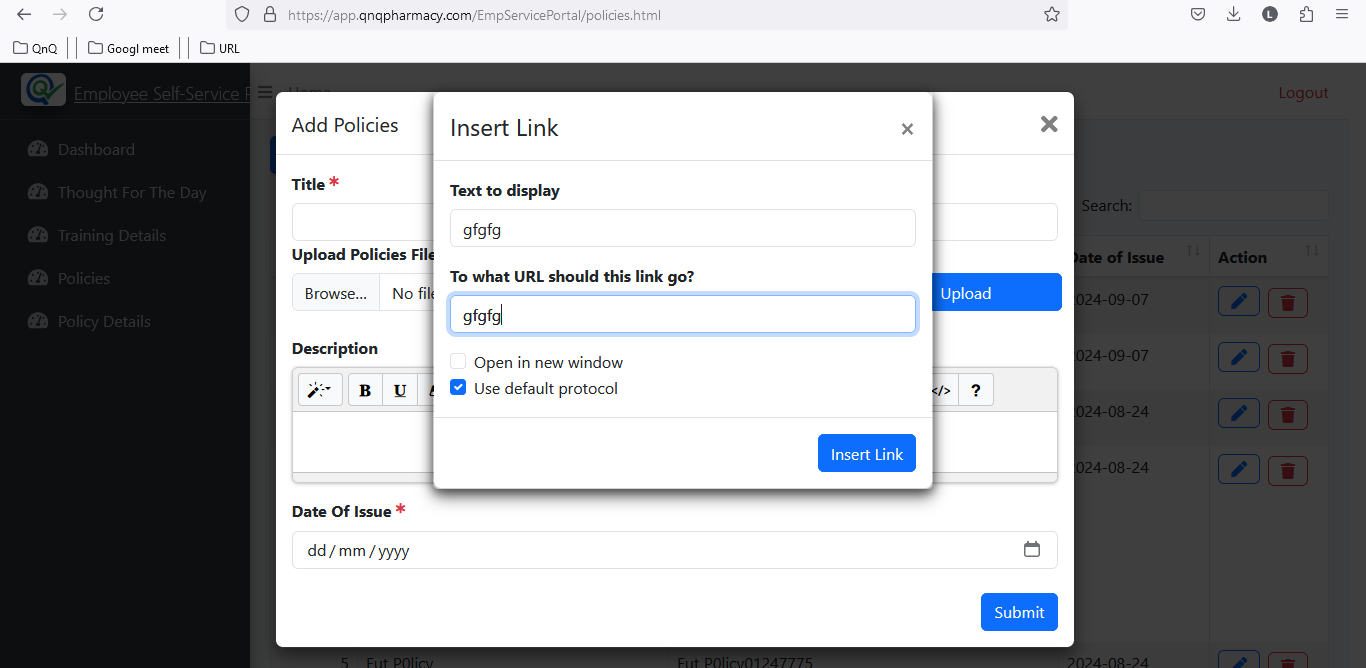 https://app.qnqpharmacy.com/EmpServicePortal/policies.html
L
QnQ
Googl meet
URL
Employee Self-Service P
Home
Logout
Dashboard
Thought For The Day
Training Details
Policies
Policy Details
Add Policies
Title *
Upload Policies File
Browse...
No file
Upload
Description
B
U
</>
?
Date Of Issue *
dd / mm / yyyy
Submit
Insert Link
×
Text to display
gfgfg
To what URL should this link go?
gfgfg
Open in new window
Use default protocol
Insert Link
Search:
Date of Issue
Action
2024-09-07
2024-09-07
2024-08-24
2024-08-24
5 Fut P0licy Fut P0licy01247775 2024-08-24